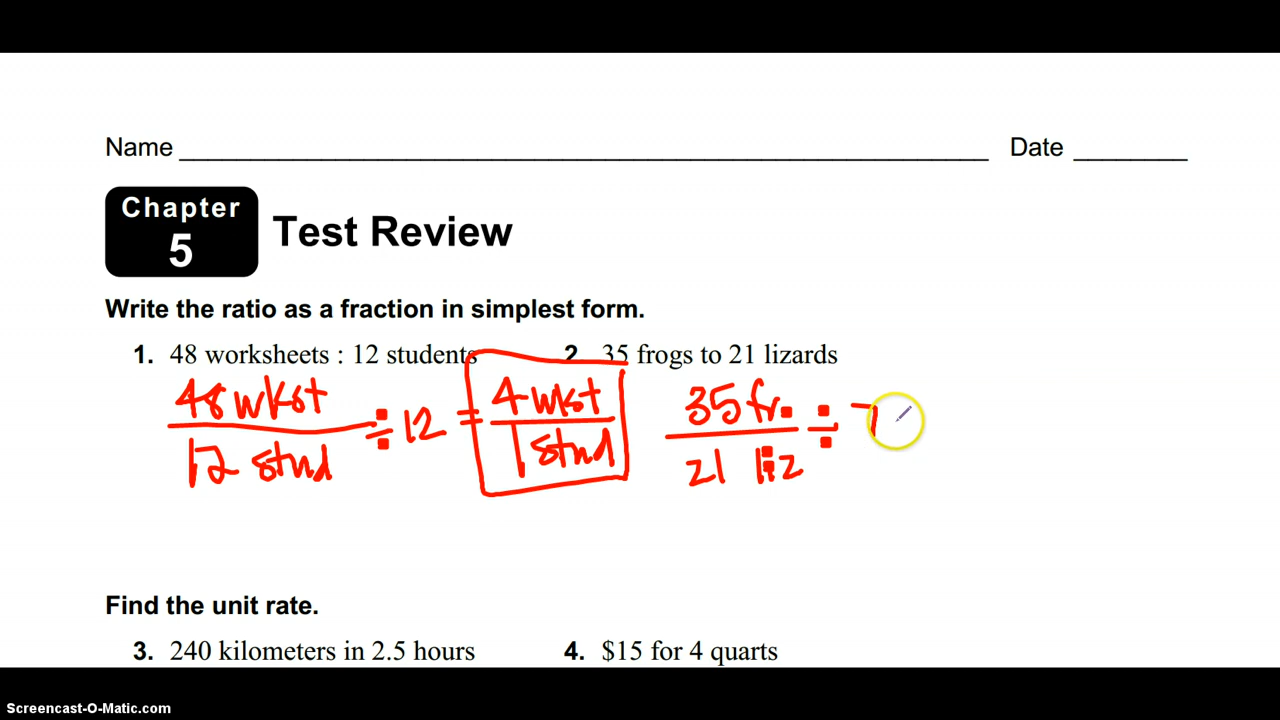 Name ______ Date ______
Chapter
5
Test Review
Write the ratio as a fraction in simplest form.
1. 48 worksheets : 12 students 2. 35 frogs to 21 lizards
48 wkst 4 wkst 35 fr.
÷ 12 = ÷ 7
12 stud 1 stud 21 liz
Find the unit rate.
3. 240 kilometers in 2.5 hours 4. $15 for 4 quarts
Screencast-O-Matic.com